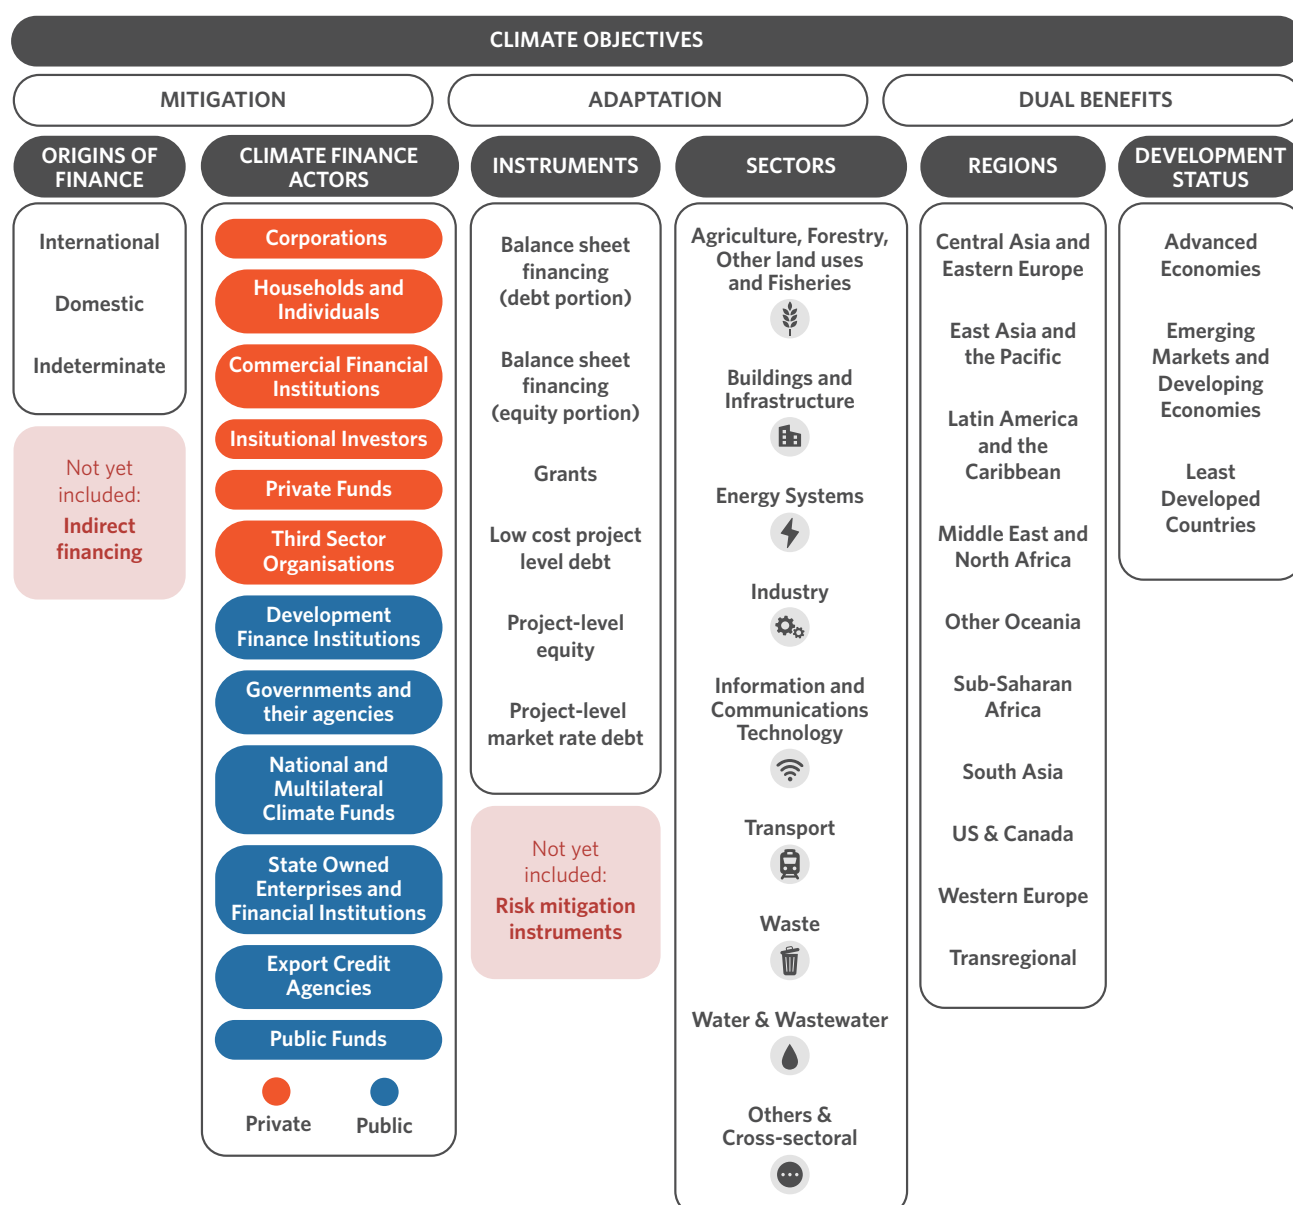 CLIMATE OBJECTIVES
MITIGATION
ADAPTATION
DUAL BENEFITS
ORIGINS OF
FINANCE
International
Domestic
Indeterminate
Not yet
included:
Indirect
financing
CLIMATE FINANCE
ACTORS
Corporations
Households and
Individuals
Commercial Financial
Institutions
Insitutional Investors
Private Funds
Third Sector
Organisations
Development
Finance Institutions
Governments and
their agencies
National and
Multilateral
Climate Funds
State Owned
Enterprises and
Financial Institutions
Export Credit
Agencies
Public Funds
Private
Public
INSTRUMENTS
Balance sheet
financing
(debt portion)
Balance sheet
financing
(equity portion)
Grants
Low cost project
level debt
Project-level
equity
Project-level
market rate debt
Not yet
included:
Risk mitigation
instruments
SECTORS
Agriculture, Forestry,
Other land uses
and Fisheries
Buildings and
Infrastructure
Energy Systems
Industry
Information and
Communications
Technology
Transport
Waste
Water & Wastewater
Others &
Cross-sectoral
REGIONS
Central Asia and
Eastern Europe
East Asia and
the Pacific
Latin America
and the
Caribbean
Middle East and
North Africa
Other Oceania
Sub-Saharan
Africa
South Asia
US & Canada
Western Europe
Transregional
DEVELOPMENT
STATUS
Advanced
Economies
Emerging
Markets and
Developing
Economies
Least
Developed
Countries